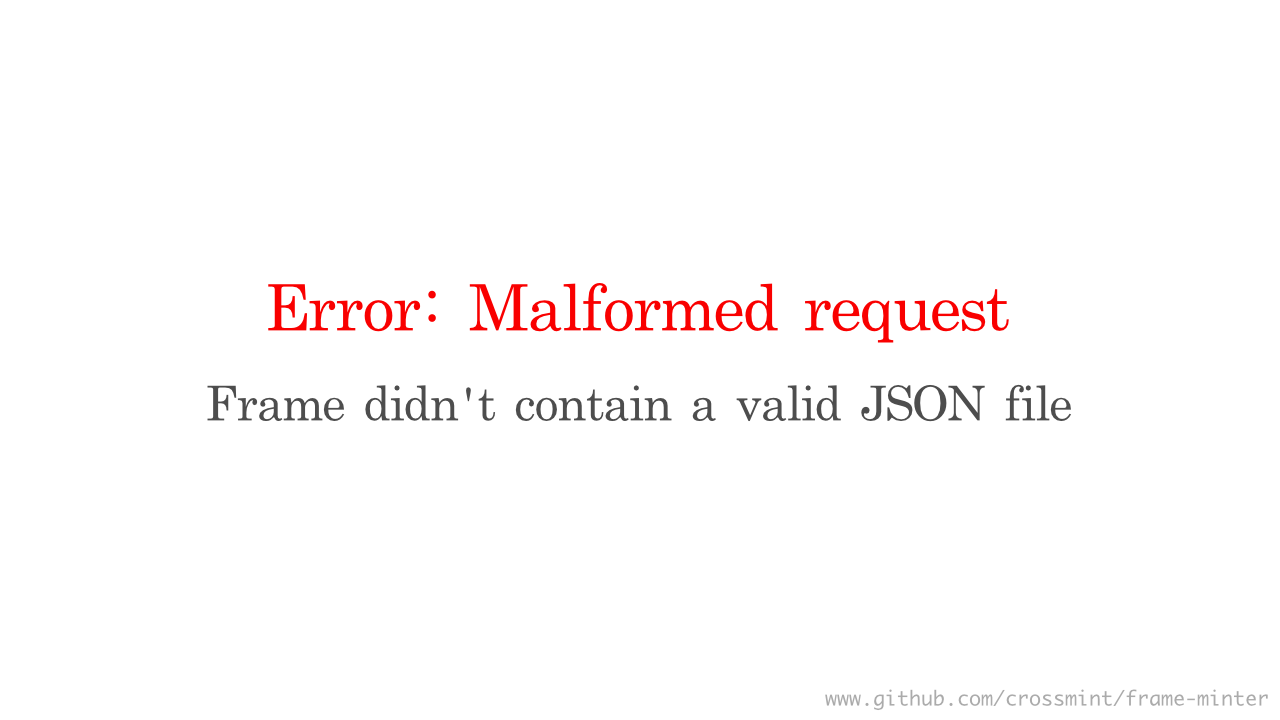 Error: Malformed request
Frame didn't contain a valid JSON file
www.github.com/crossmint/frame-minter